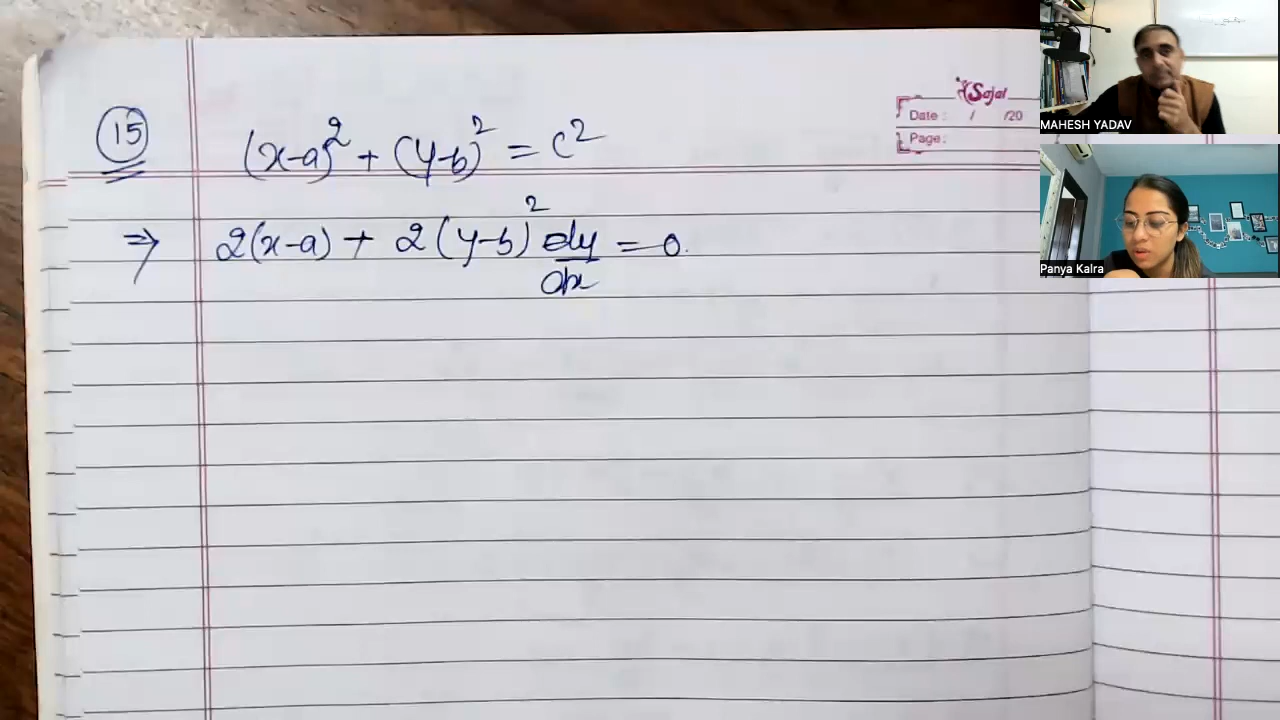 15 (x-a)² + (y-b)² = c²
⇒ 2(x-a) + 2(y-b)² dy/dx = 0.
Sajal
Date : / /20
Page :
MAHESH YADAV
Panya Kalra